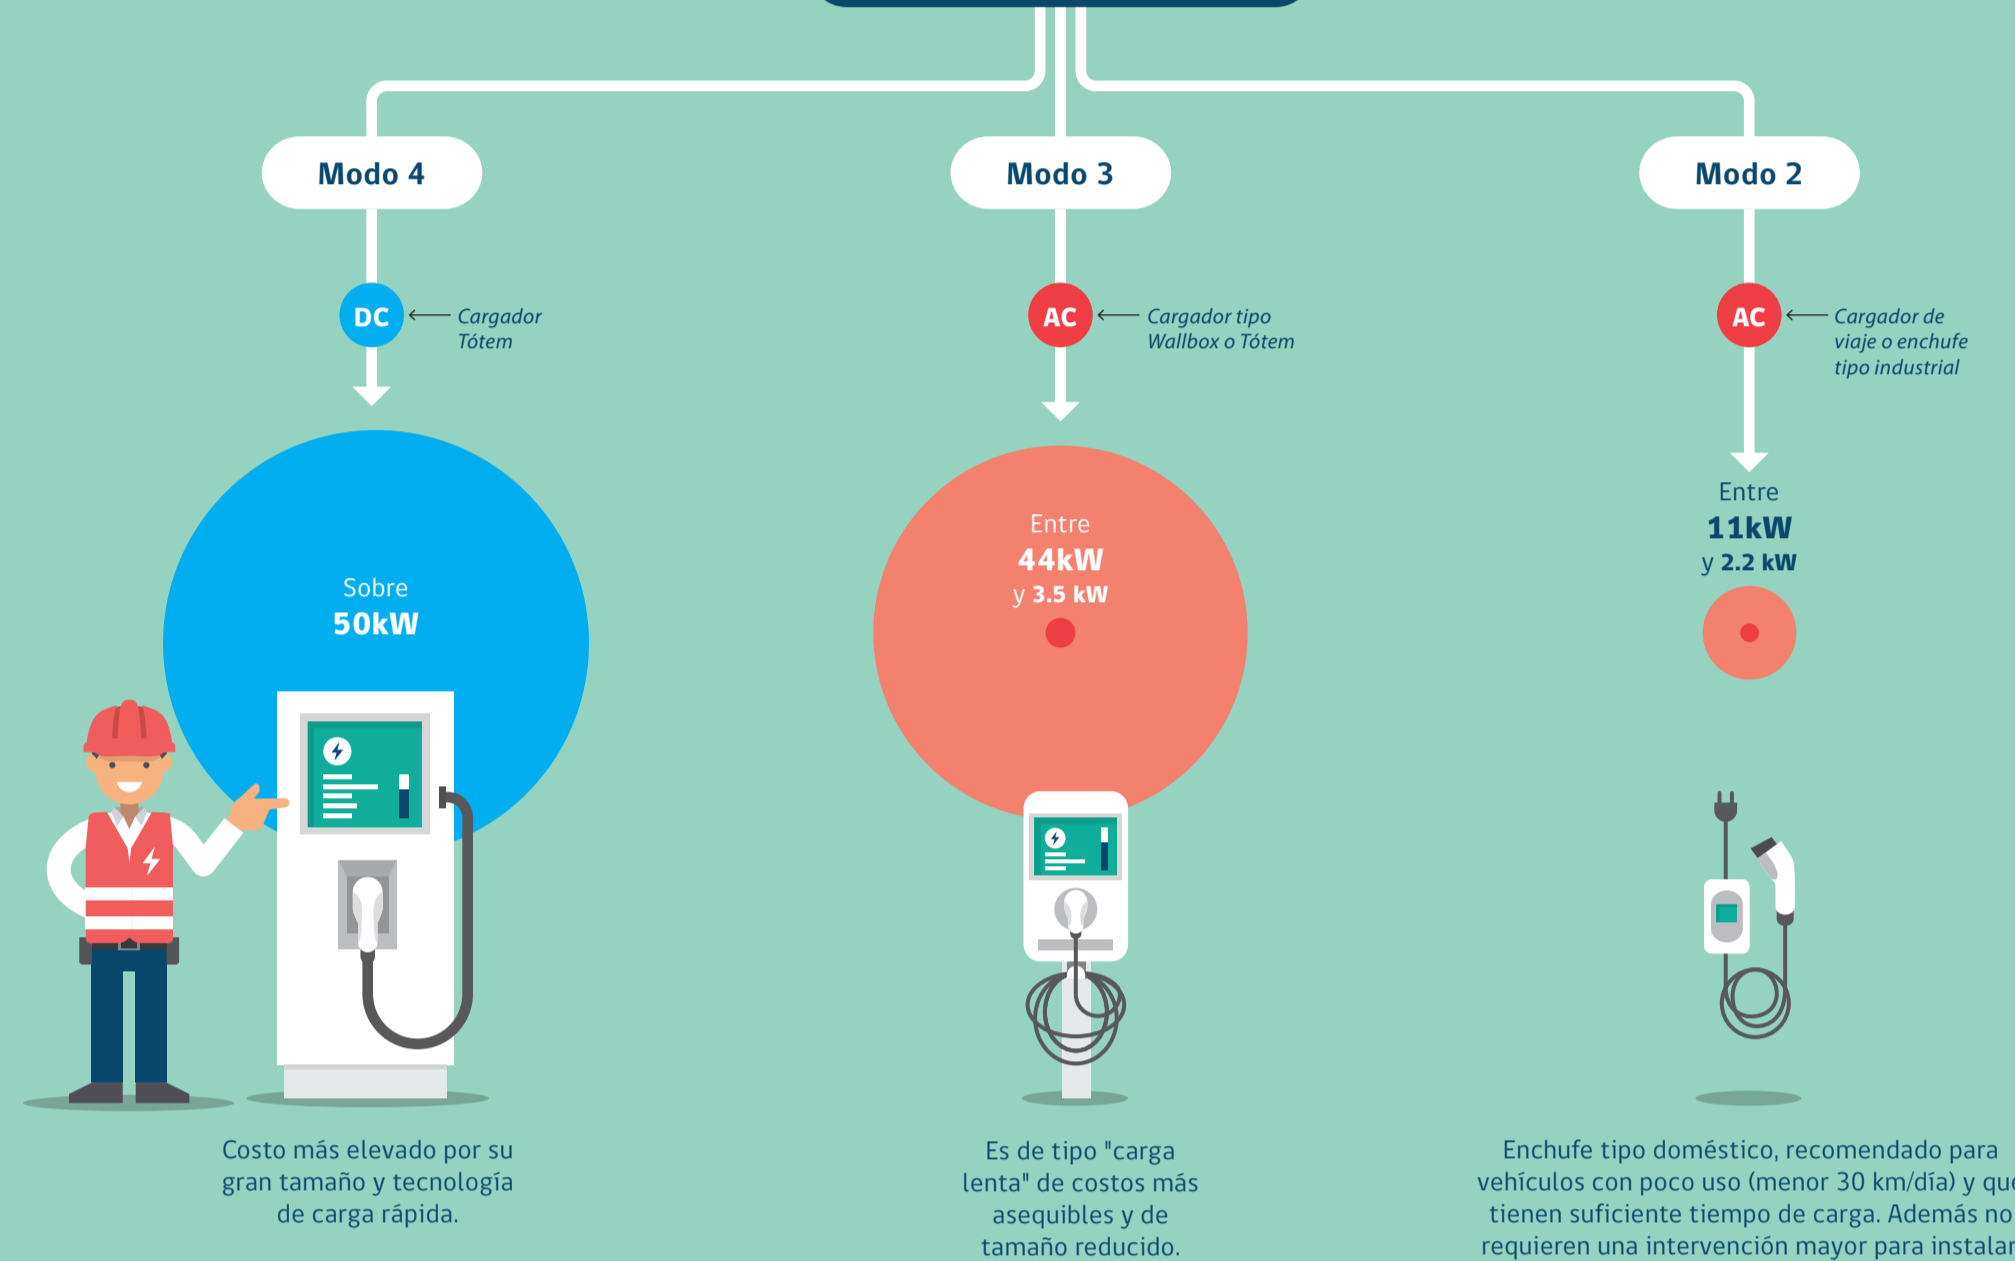 Modo 4
DC
Cargador
Tótem
Sobre
50kW
Costo más elevado por su
gran tamaño y tecnología
de carga rápida.
Modo 3
AC
Cargador tipo
Wallbox o Tótem
Entre
44kW
y 3.5 kW
Es de tipo "carga
lenta" de costos más
asequibles y de
tamaño reducido.
Modo 2
AC
Cargador de
viaje o enchufe
tipo industrial
Entre
11kW
y 2.2 kW
Enchufe tipo doméstico, recomendado para
vehículos con poco uso (menor 30 km/día) y que
tienen suficiente tiempo de carga. Además no
requieren una intervención mayor para instalar